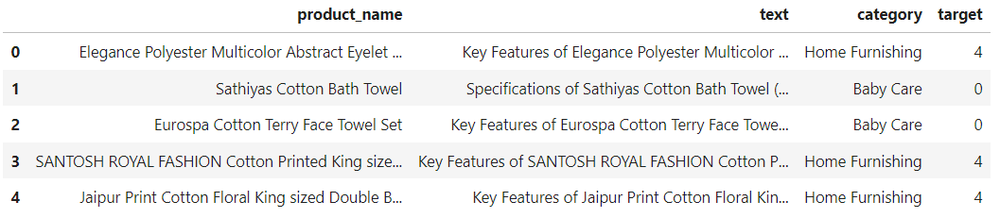 product_name text category target
0 Elegance Polyester Multicolor Abstract Eyelet ... Key Features of Elegance Polyester Multicolor ... Home Furnishing 4
1 Sathiyas Cotton Bath Towel Specifications of Sathiyas Cotton Bath Towel (... Baby Care 0
2 Eurospa Cotton Terry Face Towel Set Key Features of Eurospa Cotton Terry Face Towe... Baby Care 0
3 SANTOSH ROYAL FASHION Cotton Printed King size... Key Features of SANTOSH ROYAL FASHION Cotton P... Home Furnishing 4
4 Jaipur Print Cotton Floral King sized Double B... Key Features of Jaipur Print Cotton Floral Kin... Home Furnishing 4